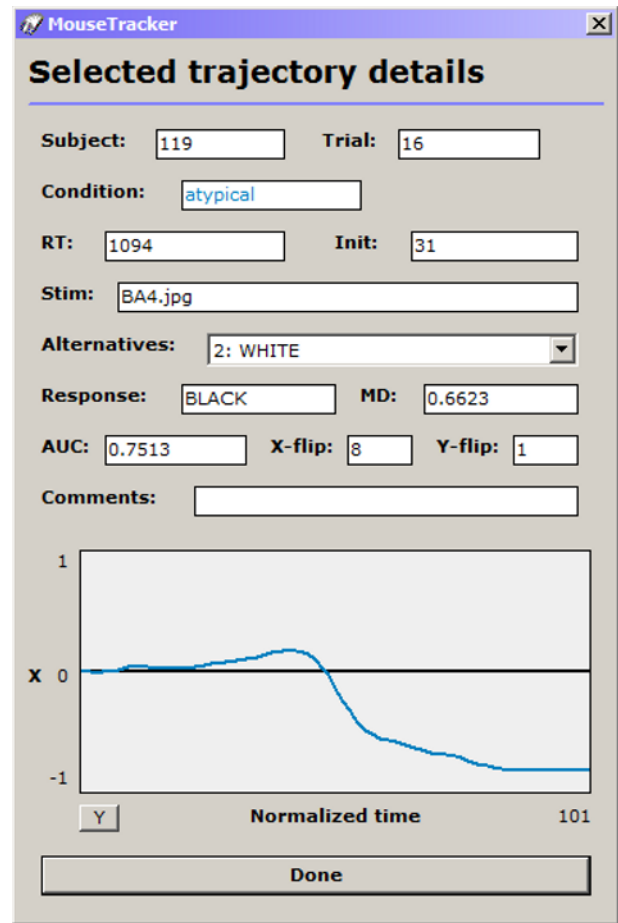 MouseTracker
Selected trajectory details
Subject: 119 Trial: 16
Condition: atypical
RT: 1094 Init: 31
Stim: BA4.jpg
Alternatives: 2: WHITE
Response: BLACK MD: 0.6623
AUC: 0.7513 X-flip: 8 Y-flip: 1
Comments:
1
X 0
-1
Y Normalized time 101
Done